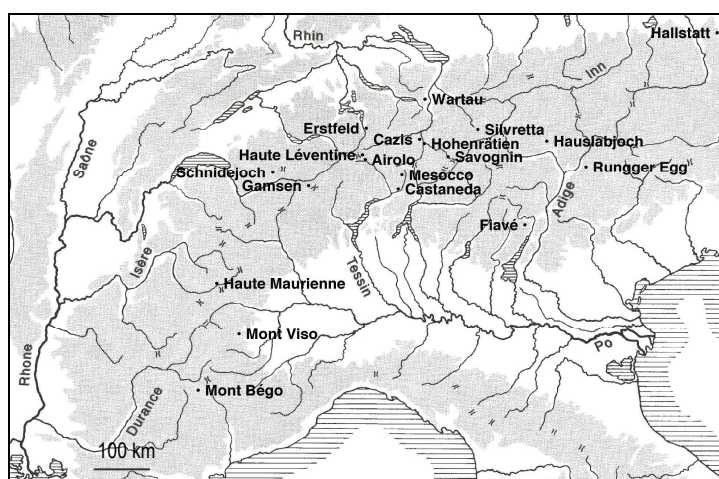 Hallstatt
Rhin
Inn
Wartau
Erstfeld
Silvretta
Cazis
Hohenrätien
Hauslabjoch
Haute Léventine
Airolo
Savognin
Rungger Egg
Schnidejoch
Mesocco
Gamsen
Castaneda
Saône
Adige
Fiavé
Isère
Tessin
Haute Maurienne
Mont Viso
Po
Rhone
Mont Bégo
Durance
100 km